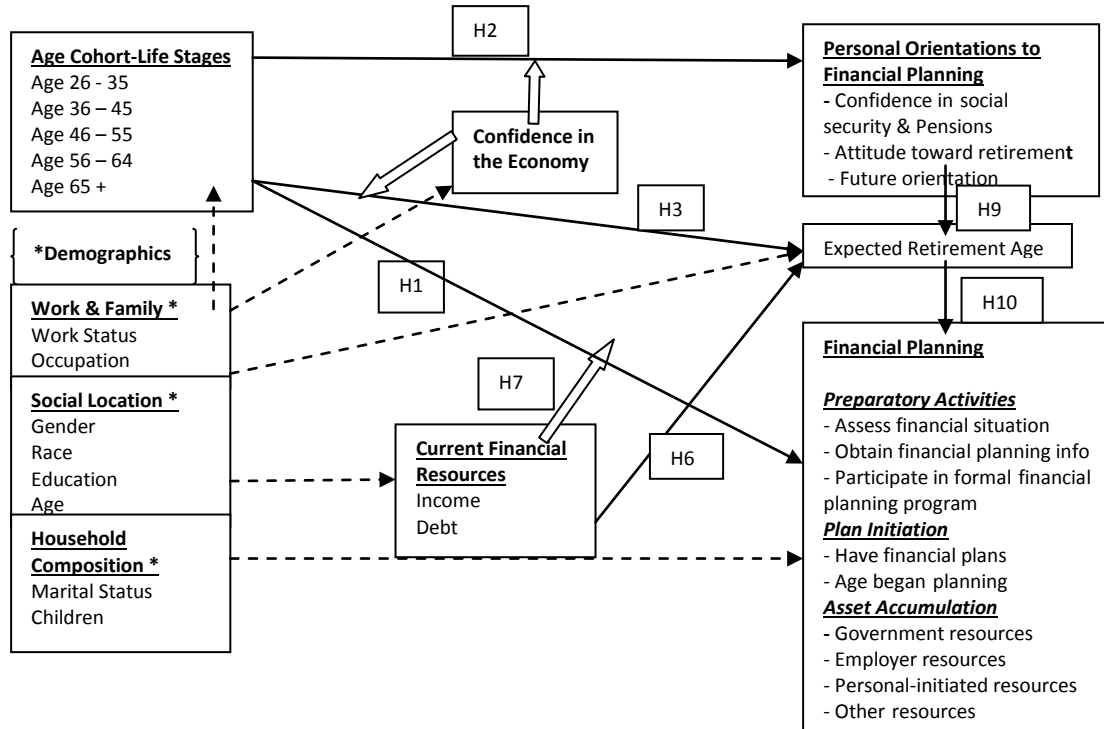 H2
Age Cohort-Life Stages
Age 26 - 35
Age 36 – 45
Age 46 – 55
Age 56 – 64
Age 65 +
Confidence in
the Economy
Personal Orientations to
Financial Planning
- Confidence in social
security & Pensions
- Attitude toward retirement
- Future orientation
H3
H9
*Demographics
Expected Retirement Age
H1
H10
Work & Family *
Work Status
Occupation
Social Location *
Gender
Race
Education
Age
Household
Composition *
Marital Status
Children
H7
Current Financial
Resources
Income
Debt
H6
Financial Planning
Preparatory Activities
- Assess financial situation
- Obtain financial planning info
- Participate in formal financial
planning program
Plan Initiation
- Have financial plans
- Age began planning
Asset Accumulation
- Government resources
- Employer resources
- Personal-initiated resources
- Other resources